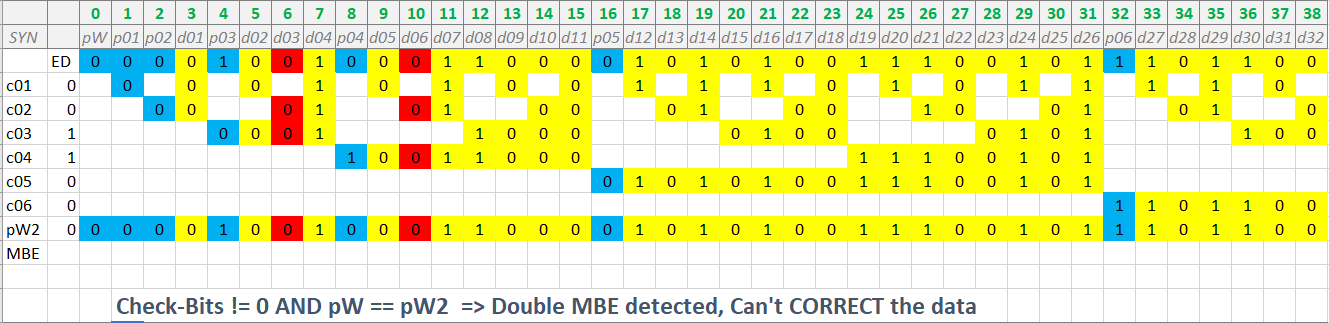 0 1 2 3 4 5 6 7 8 9 10 11 12 13 14 15 16 17 18 19 20 21 22 23 24 25 26 27 28 29 30 31 32 33 34 35 36 37 38
SYN pW p01 p02 d01 p03 d02 d03 d04 p04 d05 d06 d07 d08 d09 d10 d11 p05 d12 d13 d14 d15 d16 d17 d18 d19 d20 d21 d22 d23 d24 d25 d26 p06 d27 d28 d29 d30 d31 d32
ED 0 0 0 0 1 0 0 1 0 0 0 1 1 0 0 0 0 1 0 1 0 1 0 0 1 1 1 0 0 1 0 1 1 1 0 1 1 0 0
c01 0 0 0 0 1 0 1 0 0 1 1 1 0 1 0 1 1 1 1 0
c02 0 0 0 0 1 0 1 0 0 0 1 0 0 1 0 0 1 0 1 0
c03 1 0 0 0 1 1 0 0 0 0 1 0 0 0 1 0 1 1 0 0
c04 1 1 0 0 1 1 0 0 0 1 1 1 0 0 1 0 1
c05 0 0 1 0 1 0 1 0 0 1 1 1 0 0 1 0 1
c06 0 1 1 0 1 1 0 0
pW2 0 0 0 0 0 1 0 0 1 0 0 0 1 1 0 0 0 0 1 0 1 0 1 0 0 1 1 1 0 0 1 0 1 1 1 0 1 1 0 0
MBE
Check-Bits != 0 AND pW == pW2 => Double MBE detected, Can't CORRECT the data